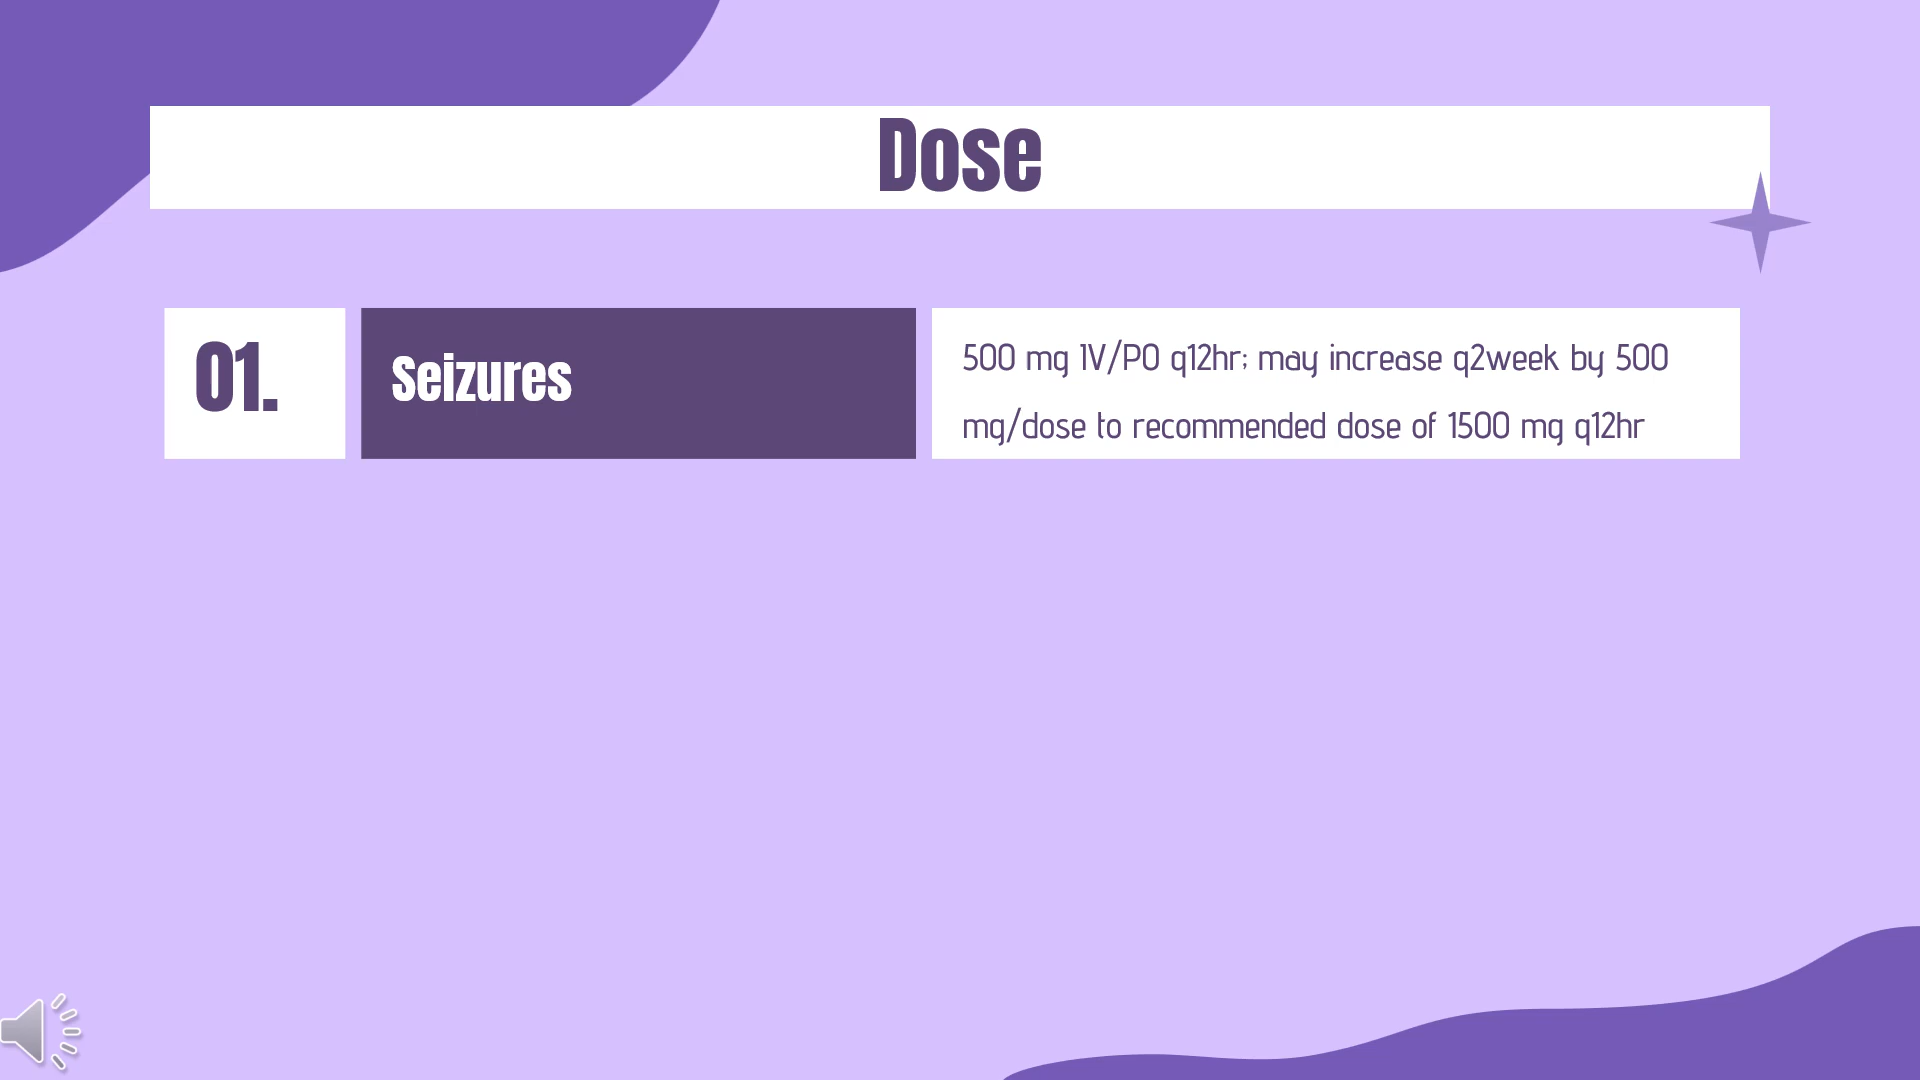 Dose
01.
Seizures
500 mg IV/PO q12hr; may increase q2week by 500
mg/dose to recommended dose of 1500 mg q12hr